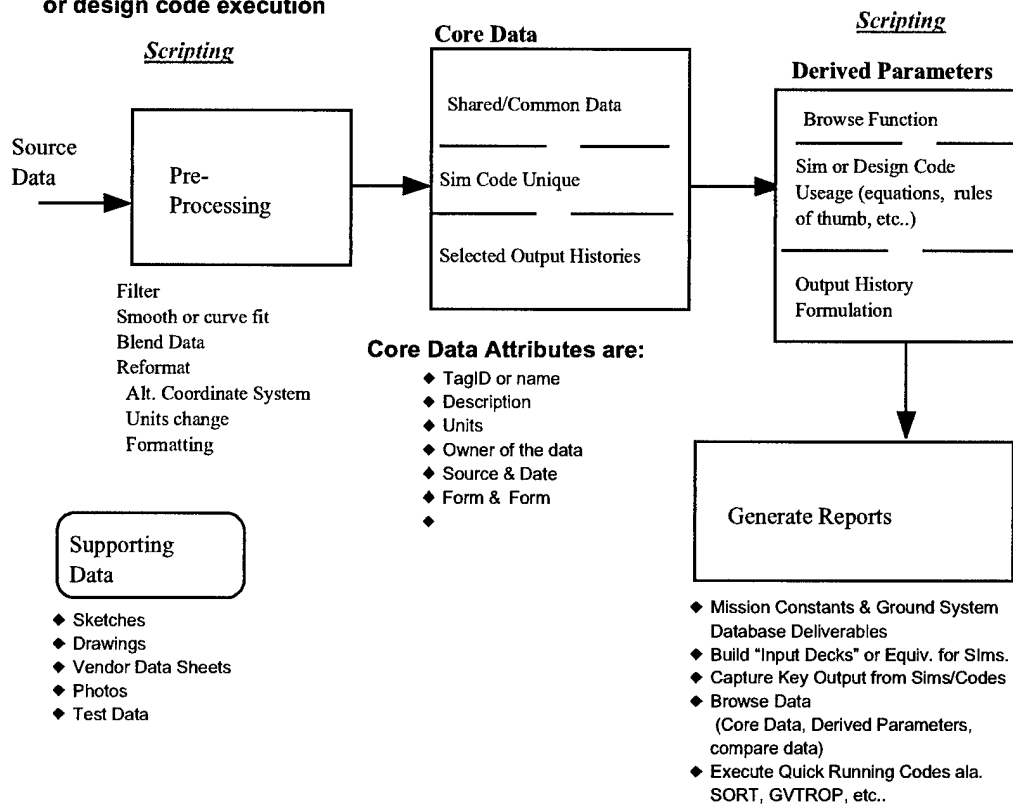 or design code execution
Scripting
Source
Data
Pre-
Processing
Filter
Smooth or curve fit
Blend Data
Reformat
Alt. Coordinate System
Units change
Formatting
Core Data
Shared/Common Data
Sim Code Unique
Selected Output Histories
Core Data Attributes are:
◆ TagID or name
◆ Description
◆ Units
◆ Owner of the data
◆ Source & Date
◆ Form & Form
◆
Scripting
Derived Parameters
Browse Function
Sim or Design Code
Useage (equations, rules
of thumb, etc..)
Output History
Formulation
Generate Reports
◆ Mission Constants & Ground System
Database Deliverables
◆ Build "Input Decks" or Equiv. for SIms.
◆ Capture Key Output from Sims/Codes
◆ Browse Data
(Core Data, Derived Parameters,
compare data)
◆ Execute Quick Running Codes ala.
SORT, GVTROP, etc..
Supporting
Data
◆ Sketches
◆ Drawings
◆ Vendor Data Sheets
◆ Photos
◆ Test Data